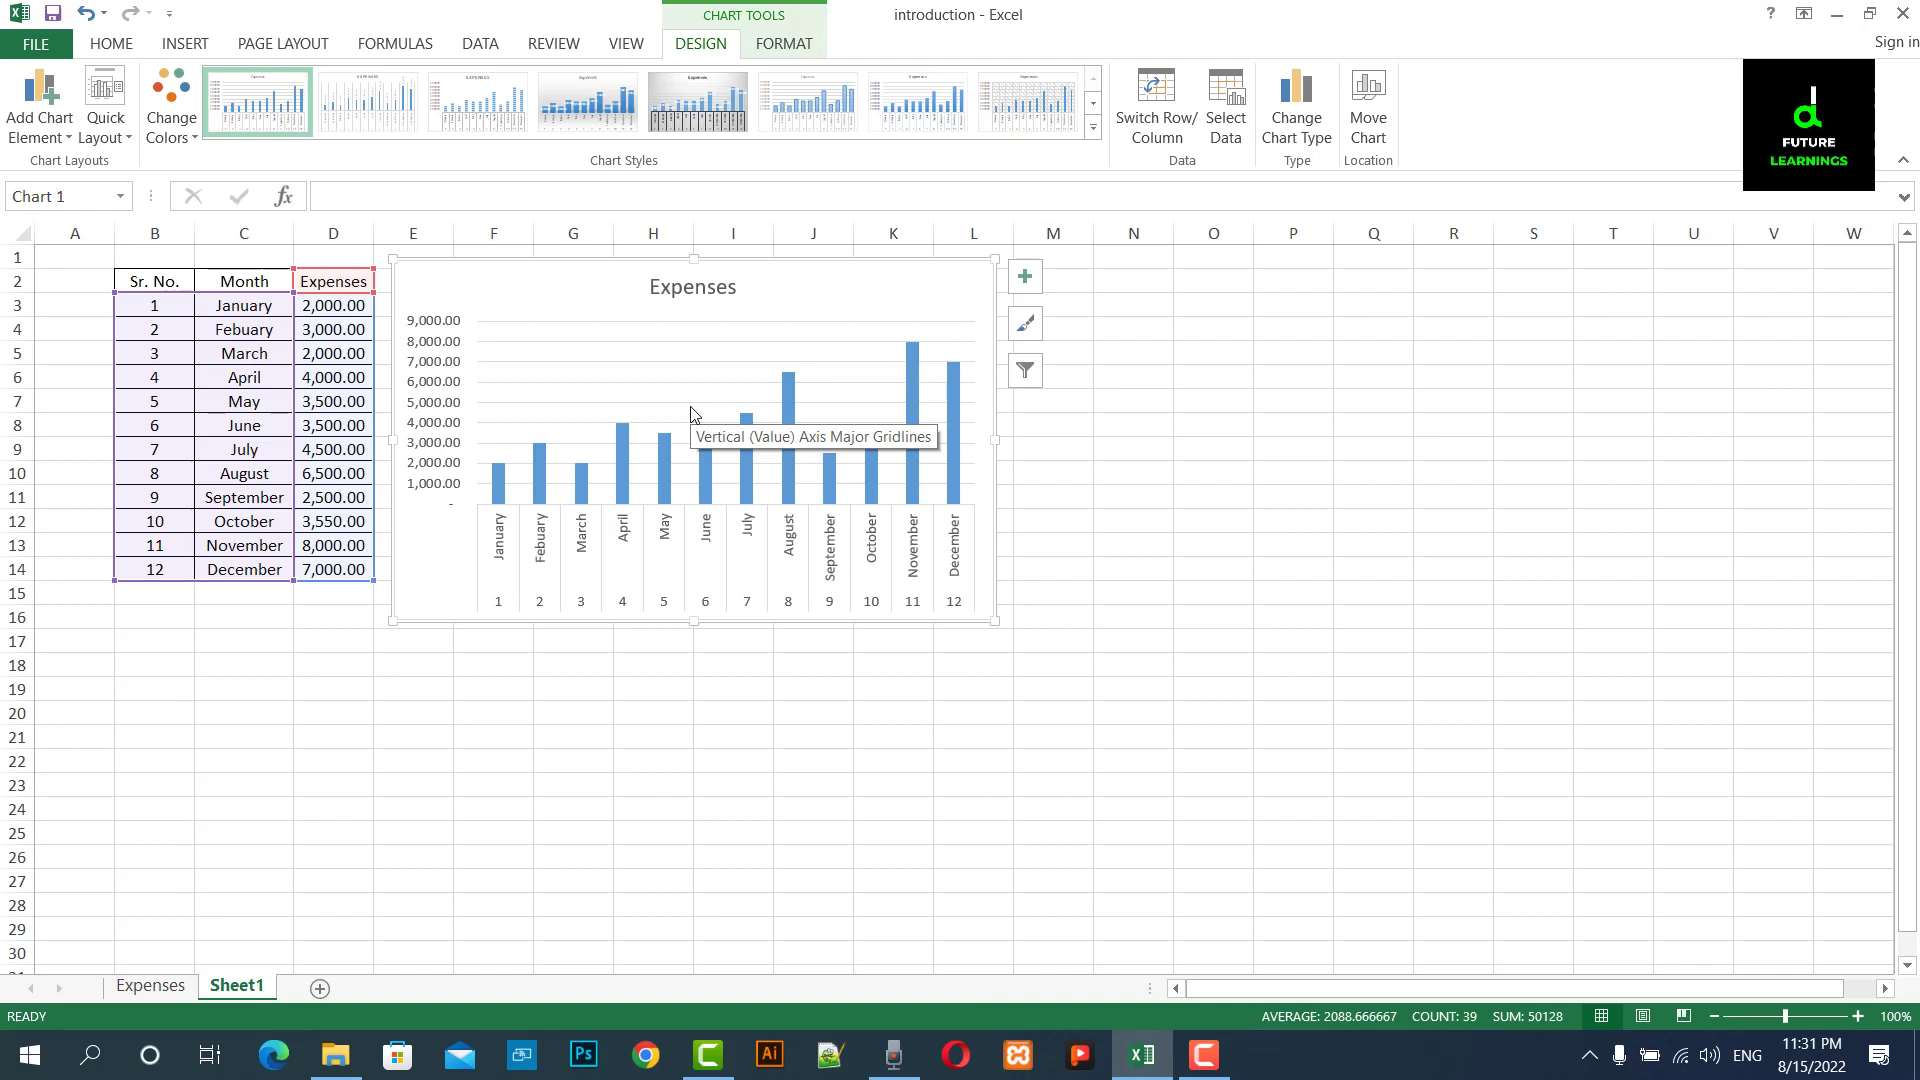 CHART TOOLS
introduction - Excel
Sign in
FILE HOME INSERT PAGE LAYOUT FORMULAS DATA REVIEW VIEW DESIGN FORMAT
Add Chart Element
Quick Layout
Change Colors
Switch Row/ Column
Select Data
Change Chart Type
Move Chart
Chart Layouts
Chart Styles
Data
Type
Location
FUTURE
LEARNINGS
Chart 1
fx
A B C D E F G H I J K L M N O P Q R S T U V W
1
2 Sr. No. Month Expenses
3 1 January 2,000.00
4 2 Febuary 3,000.00
5 3 March 2,000.00
6 4 April 4,000.00
7 5 May 3,500.00
8 6 June 3,500.00
9 7 July 4,500.00
10 8 August 6,500.00
11 9 September 2,500.00
12 10 October 3,550.00
13 11 November 8,000.00
14 12 December 7,000.00
15
16
17
18
19
20
21
22
23
24
25
26
27
28
29
30
Expenses
9,000.00
8,000.00
7,000.00
6,000.00
5,000.00
4,000.00
3,000.00
2,000.00
1,000.00
-
Vertical (Value) Axis Major Gridlines
January Febuary March April May June July August September October November December
1 2 3 4 5 6 7 8 9 10 11 12
Expenses Sheet1
READY
AVERAGE: 2088.666667 COUNT: 39 SUM: 50128
100%
Ps
Ai
ENG
11:31 PM
8/15/2022